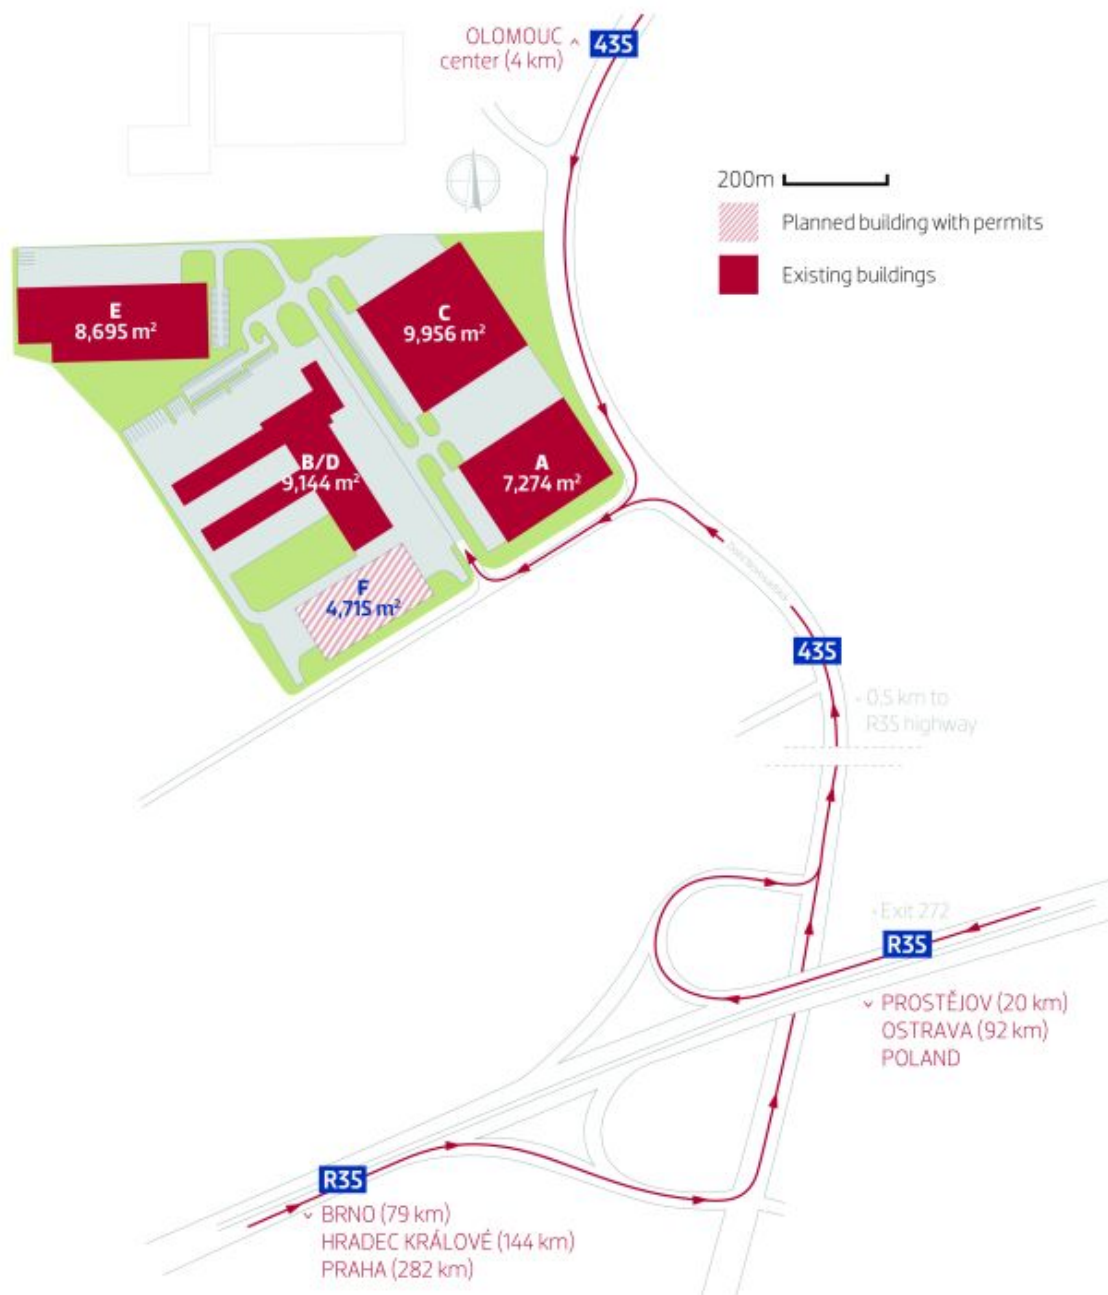 OLOMOUC
center (4 km)
435
200m
Planned building with permits
Existing buildings
E
8,695 m²
C
9,956 m²
B/D
9,144 m²
A
7,274 m²
F
4,715 m²
435
0,5 km to
R35 highway
Exit 272
R35
PROSTĚJOV (20 km)
OSTRAVA (92 km)
POLAND
R35
BRNO (79 km)
HRADEC KRÁLOVÉ (144 km)
PRAHA (282 km)